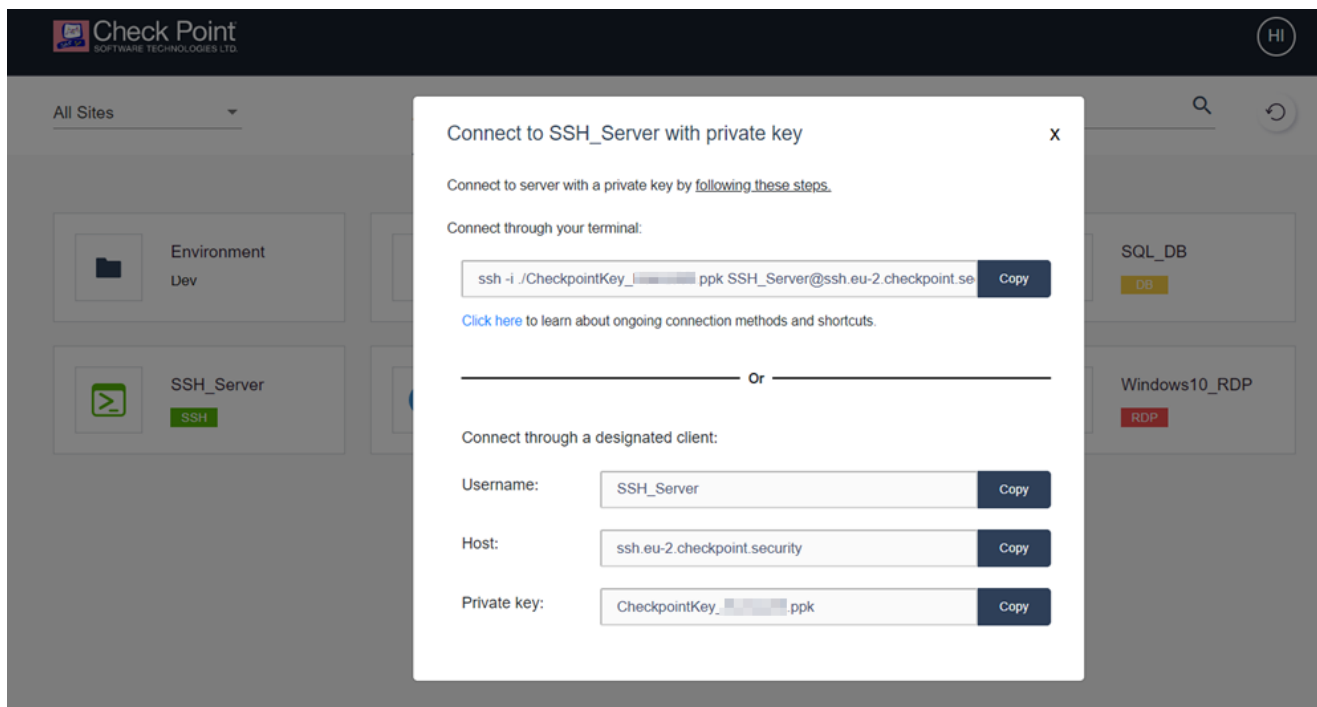 Check Point
SOFTWARE TECHNOLOGIES LTD.
HI
All Sites
Environment
Dev
SSH_Server
SSH
SQL_DB
DB
Windows10_RDP
RDP
Connect to SSH_Server with private key
X
Connect to server with a private key by following these steps.
Connect through your terminal:
ssh -i ./CheckpointKey_ .ppk SSH_Server@ssh.eu-2.checkpoint.se
Copy
Click here to learn about ongoing connection methods and shortcuts.
Or
Connect through a designated client:
Username:
SSH_Server
Copy
Host:
ssh.eu-2.checkpoint.security
Copy
Private key:
CheckpointKey_ .ppk
Copy